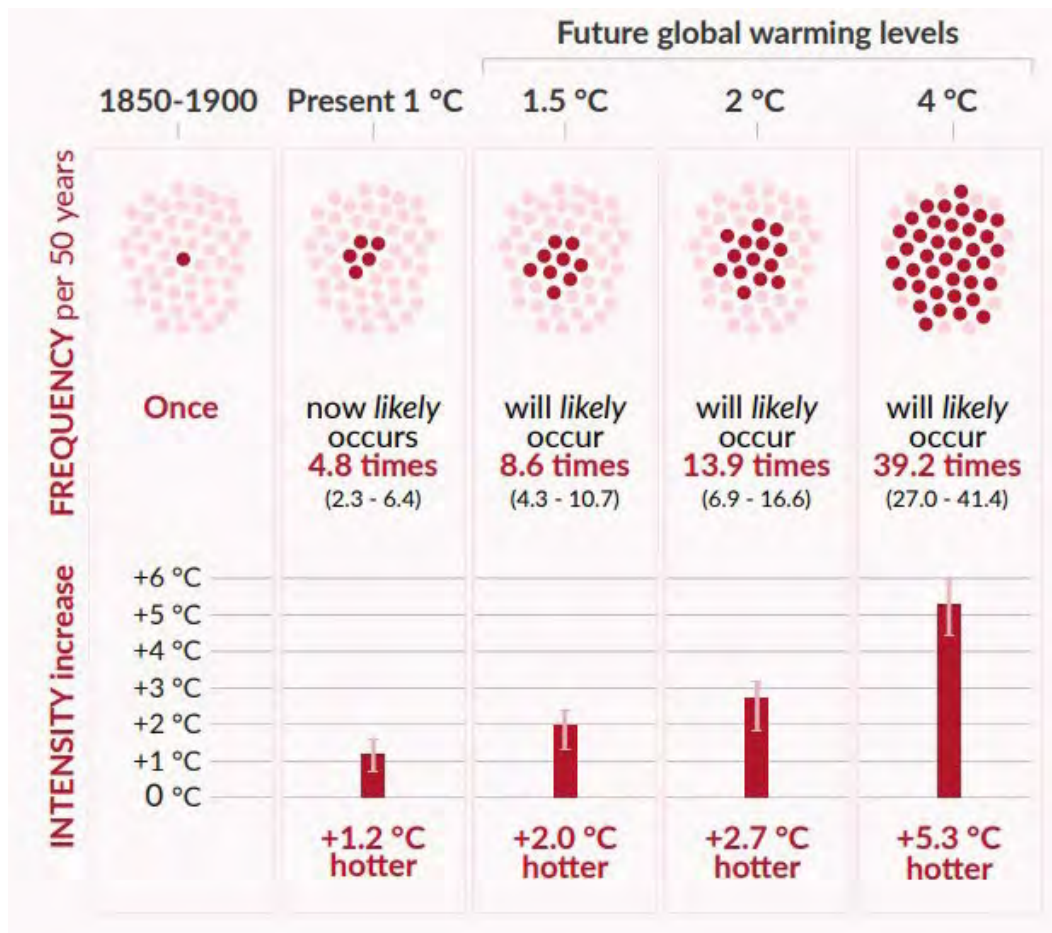 Future global warming levels
1850-1900 Present 1 °C 1.5 °C 2 °C 4 °C
FREQUENCY per 50 years
Once
now likely
occurs
4.8 times
(2.3 - 6.4)
will likely
occur
8.6 times
(4.3 - 10.7)
will likely
occur
13.9 times
(6.9 - 16.6)
will likely
occur
39.2 times
(27.0 - 41.4)
INTENSITY increase
+6 °C
+5 °C
+4 °C
+3 °C
+2 °C
+1 °C
0 °C
+1.2 °C
hotter
+2.0 °C
hotter
+2.7 °C
hotter
+5.3 °C
hotter